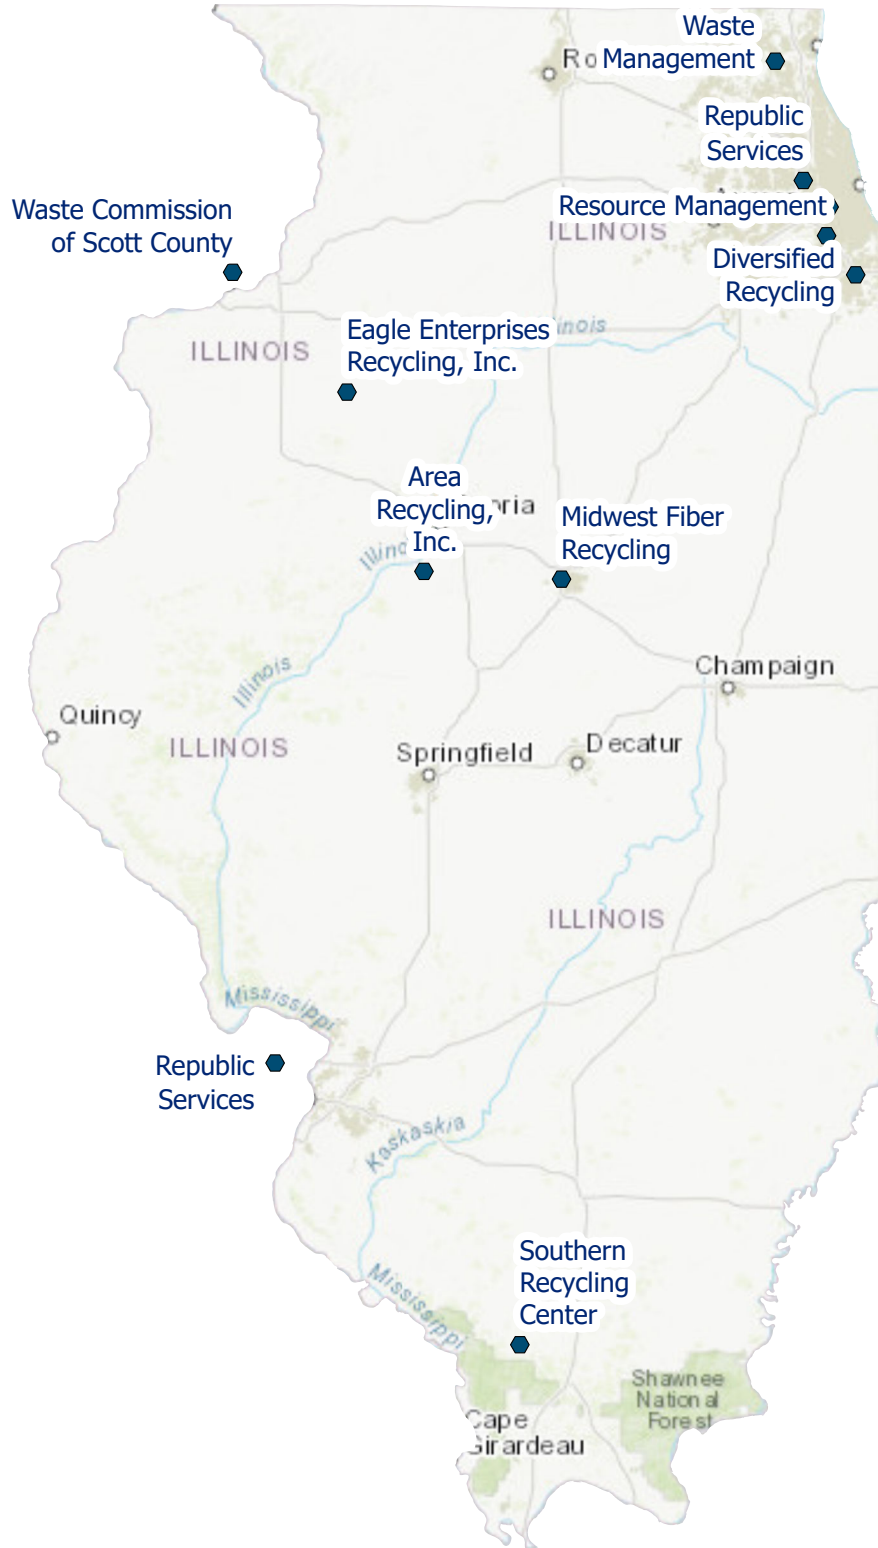 Waste
Management
Ro
Republic
Services
Resource Management
ILLINOIS
Diversified
Recycling
Waste Commission
of Scott County
Eagle Enterprises
Recycling, Inc.
ILLINOIS
Area
Recycling,
Inc.
oria
Midwest Fiber
Recycling
Illinois
Champaign
Quincy
ILLINOIS
Springfield
Decatur
ILLINOIS
Mississippi
Republic
Services
Kaskaskia
Southern
Recycling
Center
Mississippi
Shawnee
National
Forest
Cape
Girardeau